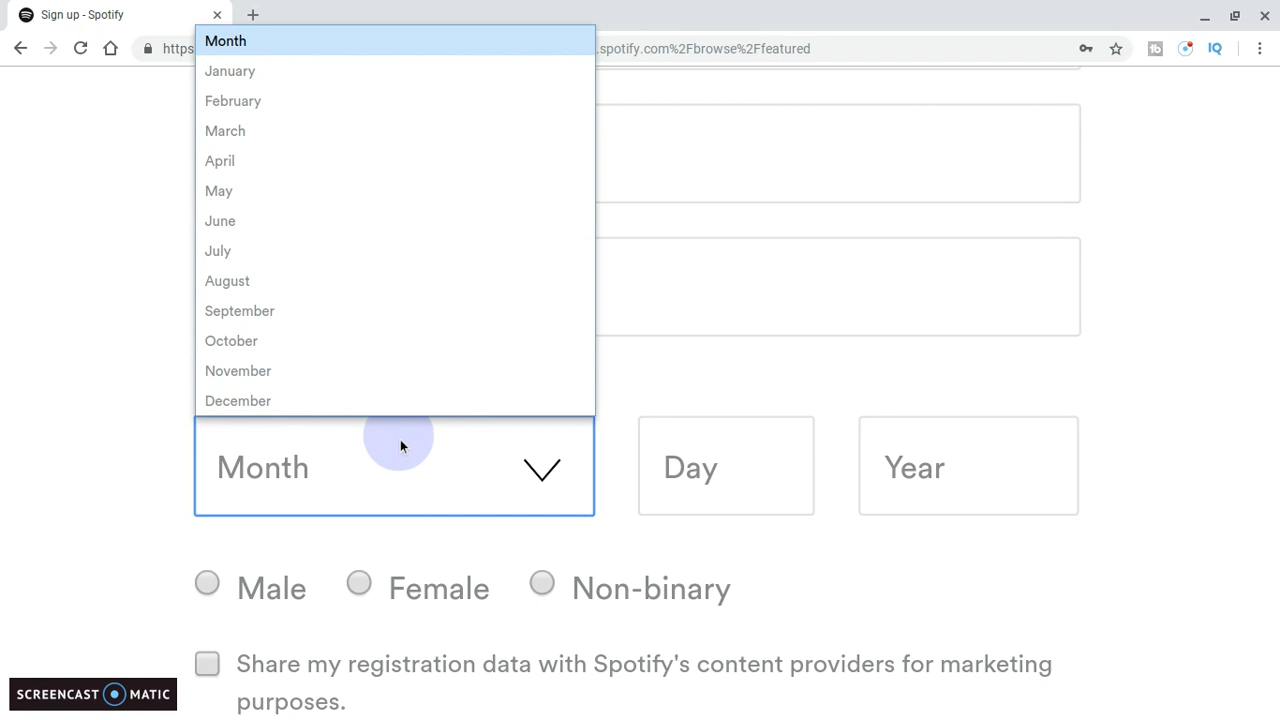 Sign up - Spotify
https
.spotify.com%2Fbrowse%2Ffeatured
tb
IQ
Month
January
February
March
April
May
June
July
August
September
October
November
December
Month
Day
Year
Male
Female
Non-binary
Share my registration data with Spotify's content providers for marketing
purposes.
SCREENCAST MATIC